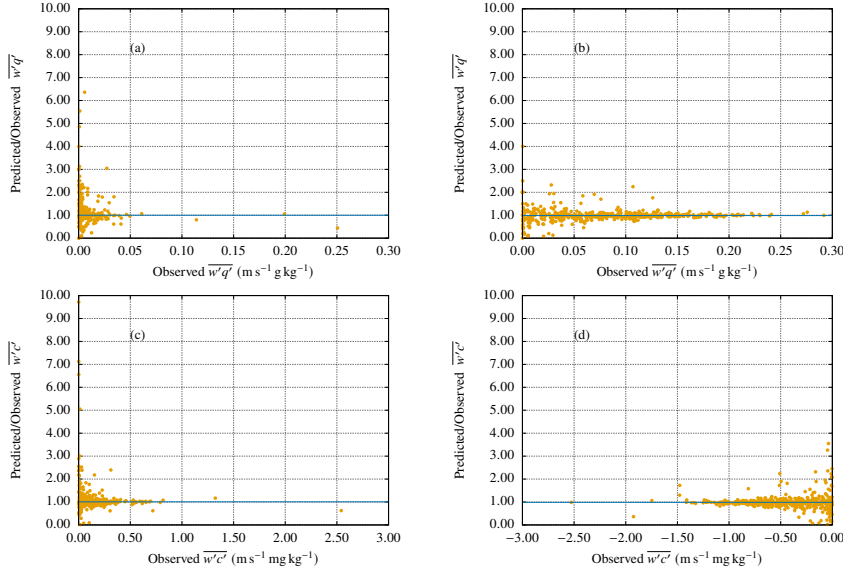 10.00
9.00
8.00
7.00
6.00
5.00
4.00
3.00
2.00
1.00
0.00
Predicted/Observed w′q′
(a)
0.00 0.05 0.10 0.15 0.20 0.25 0.30
Observed w′q′ (m s⁻¹ g kg⁻¹)
10.00
9.00
8.00
7.00
6.00
5.00
4.00
3.00
2.00
1.00
0.00
Predicted/Observed w′q′
(b)
0.00 0.05 0.10 0.15 0.20 0.25 0.30
Observed w′q′ (m s⁻¹ g kg⁻¹)
10.00
9.00
8.00
7.00
6.00
5.00
4.00
3.00
2.00
1.00
0.00
Predicted/Observed w′c′
(c)
0.00 0.50 1.00 1.50 2.00 2.50 3.00
Observed w′c′ (m s⁻¹ mg kg⁻¹)
10.00
9.00
8.00
7.00
6.00
5.00
4.00
3.00
2.00
1.00
0.00
Predicted/Observed w′c′
(d)
−3.00 −2.50 −2.00 −1.50 −1.00 −0.50 0.00
Observed w′c′ (m s⁻¹ mg kg⁻¹)